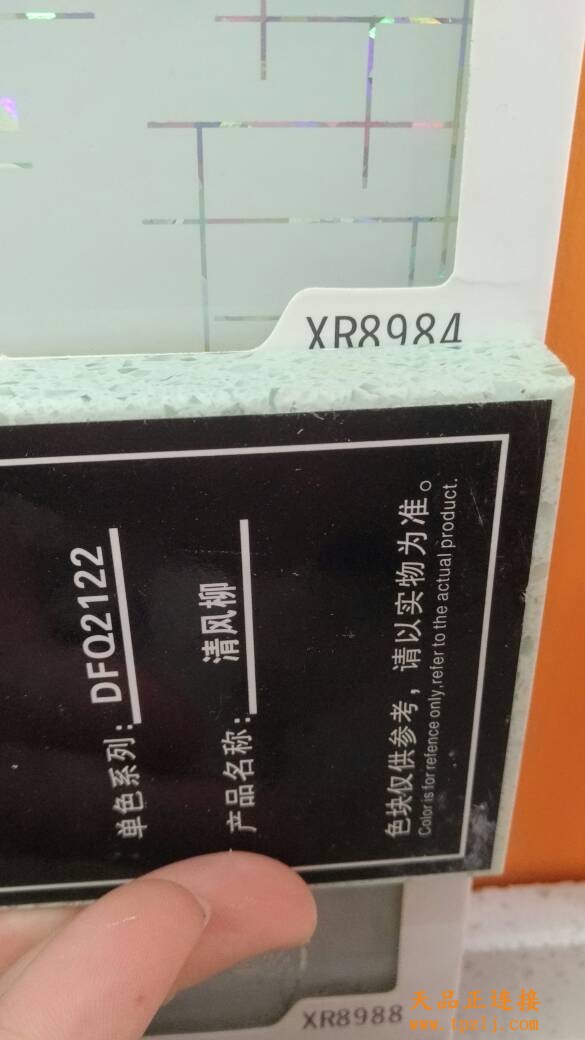 XR8984
单色系列：DFQ2122
产品名称：清风柳
色块仅供参考，请以实物为准。
Color is for refence only,refer to the actual product.
XR8988
天品正连接
www.tpzlj.com